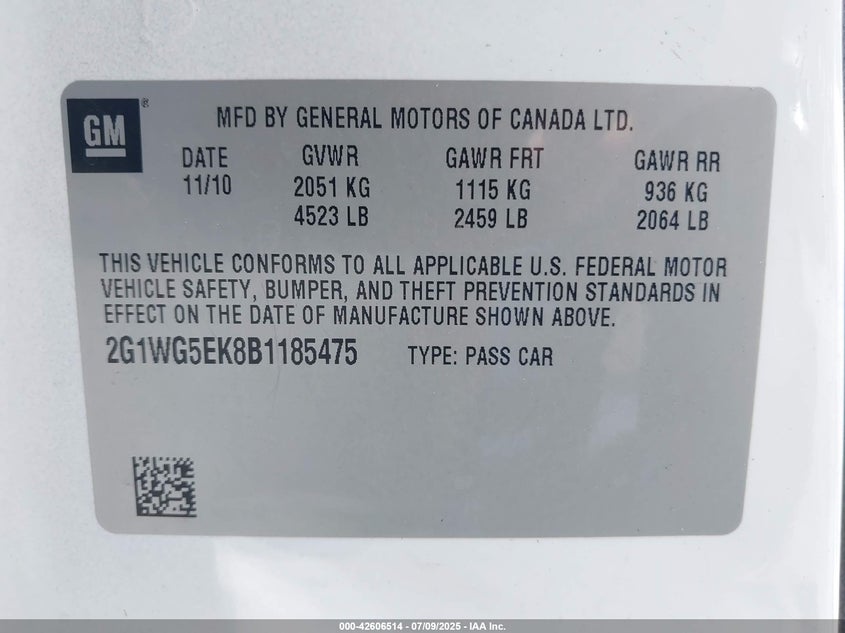 GM ®
MFD BY GENERAL MOTORS OF CANADA LTD.
DATE GVWR GAWR FRT GAWR RR
11/10 2051 KG 1115 KG 936 KG
4523 LB 2459 LB 2064 LB
THIS VEHICLE CONFORMS TO ALL APPLICABLE U.S. FEDERAL MOTOR
VEHICLE SAFETY, BUMPER, AND THEFT PREVENTION STANDARDS IN
EFFECT ON THE DATE OF MANUFACTURE SHOWN ABOVE.
2G1WG5EK8B1185475 TYPE: PASS CAR
000-42606514 - 07/09/2025 - IAA Inc.